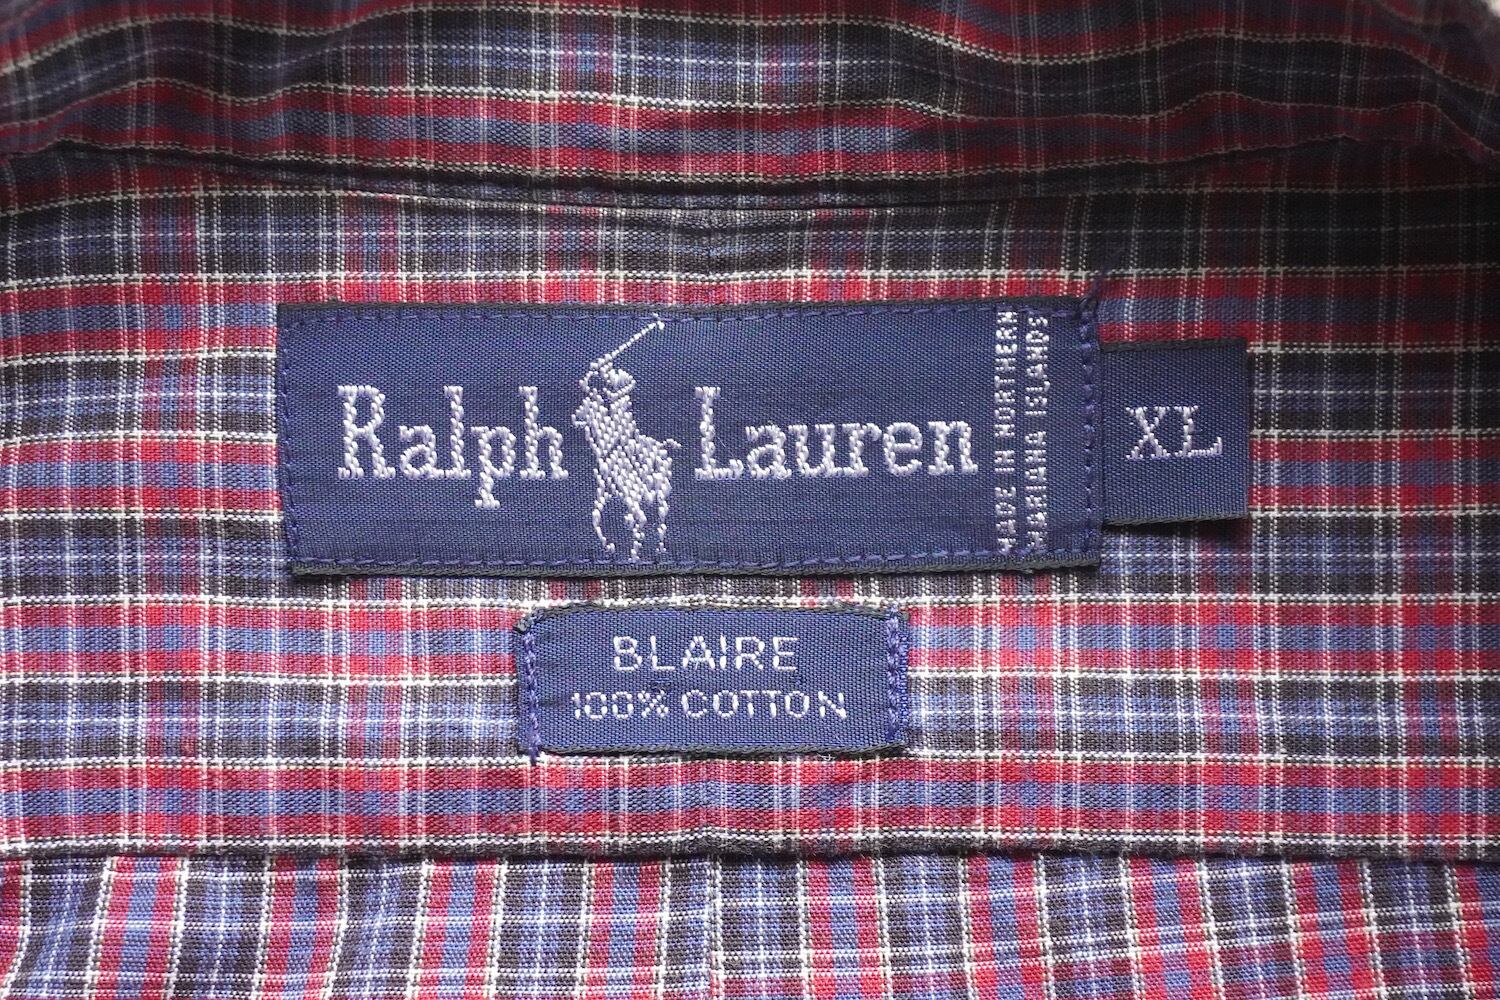 Ralph Lauren
MADE IN NORTHERN
MARIANA ISLANDS
XL
BLAIRE
100% COTTON